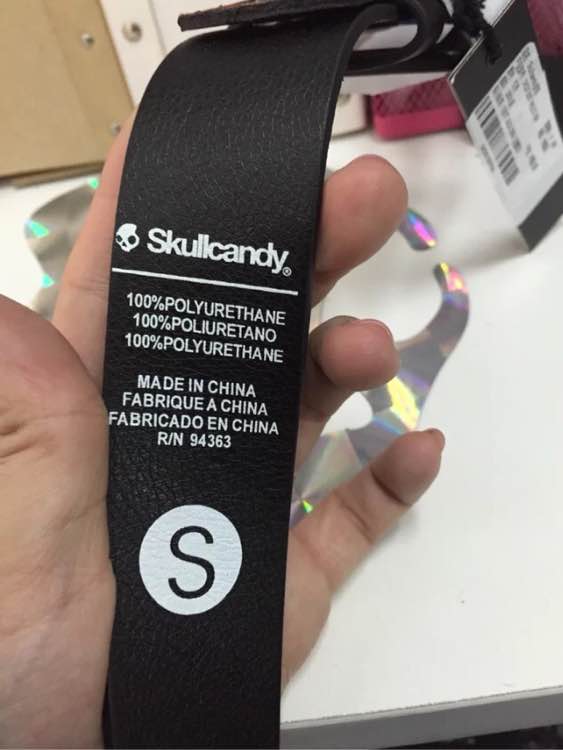 Skullcandy®
100%POLYURETHANE
100%POLIURETANO
100%POLYURETHANE
MADE IN CHINA
FABRIQUE A CHINA
FABRICADO EN CHINA
R/N 94363
S